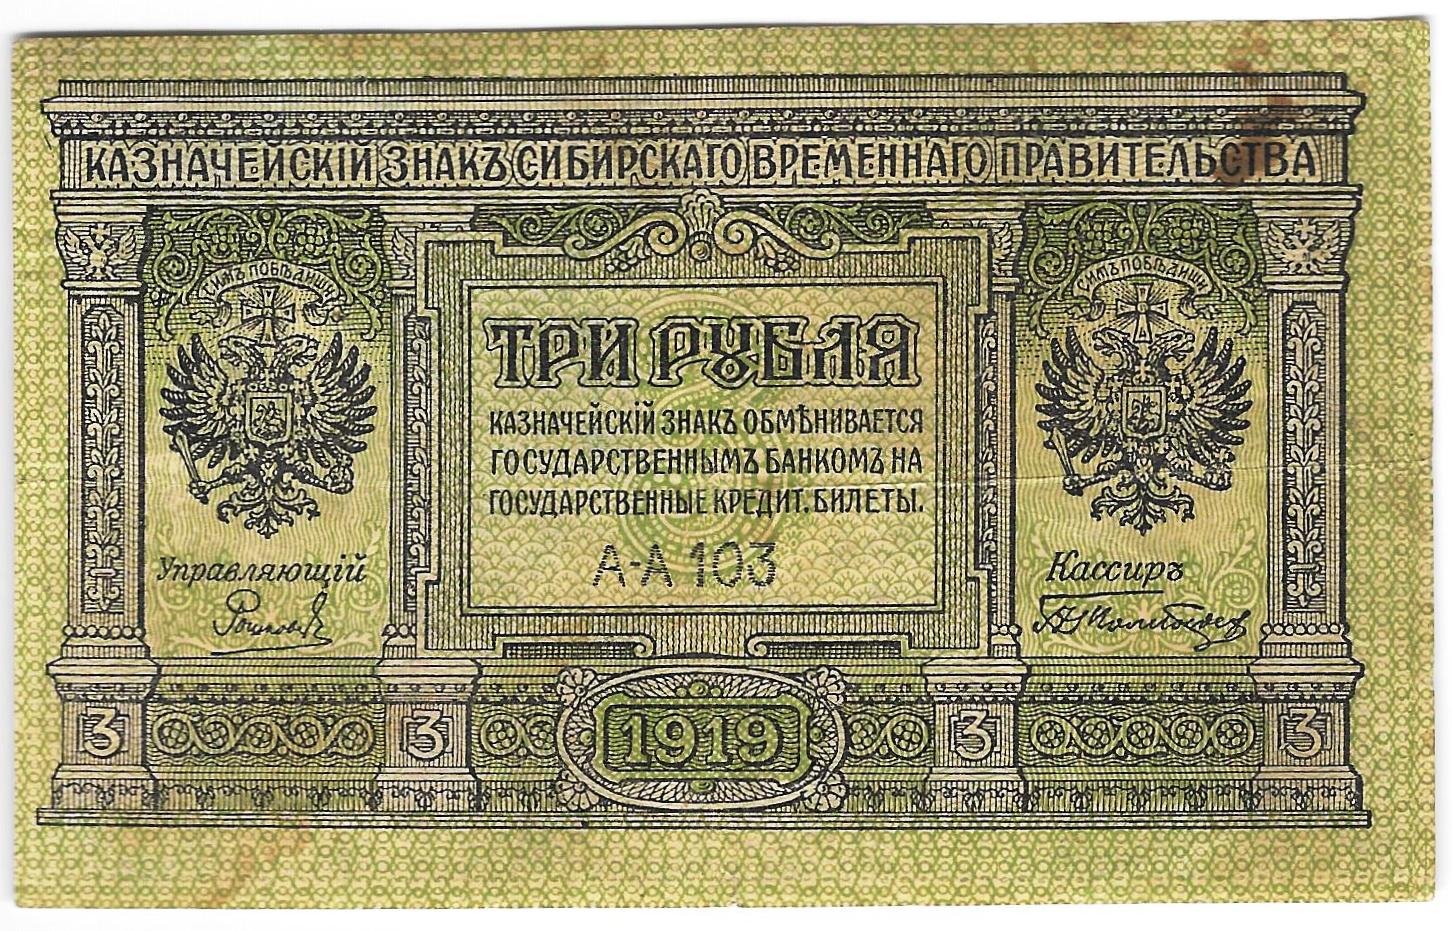 КАЗНАЧЕЙСКІЙ ЗНАКЪ СИБИРСКАГО ВРЕМЕННАГО ПРАВИТЕЛЬСТВА
СИМЪ ПОБѢДИШИ
СИМЪ ПОБѢДИШИ
ТРИ РУБЛЯ
КАЗНАЧЕЙСКІЙ ЗНАКЪ ОБМѢНИВАЕТСЯ
ГОСУДАРСТВЕННЫМЪ БАНКОМЪ НА
ГОСУДАРСТВЕННЫЕ КРЕДИТ. БИЛЕТЫ.
А-А 103
Управляющій
Кассиръ
3
3
1919
3
3